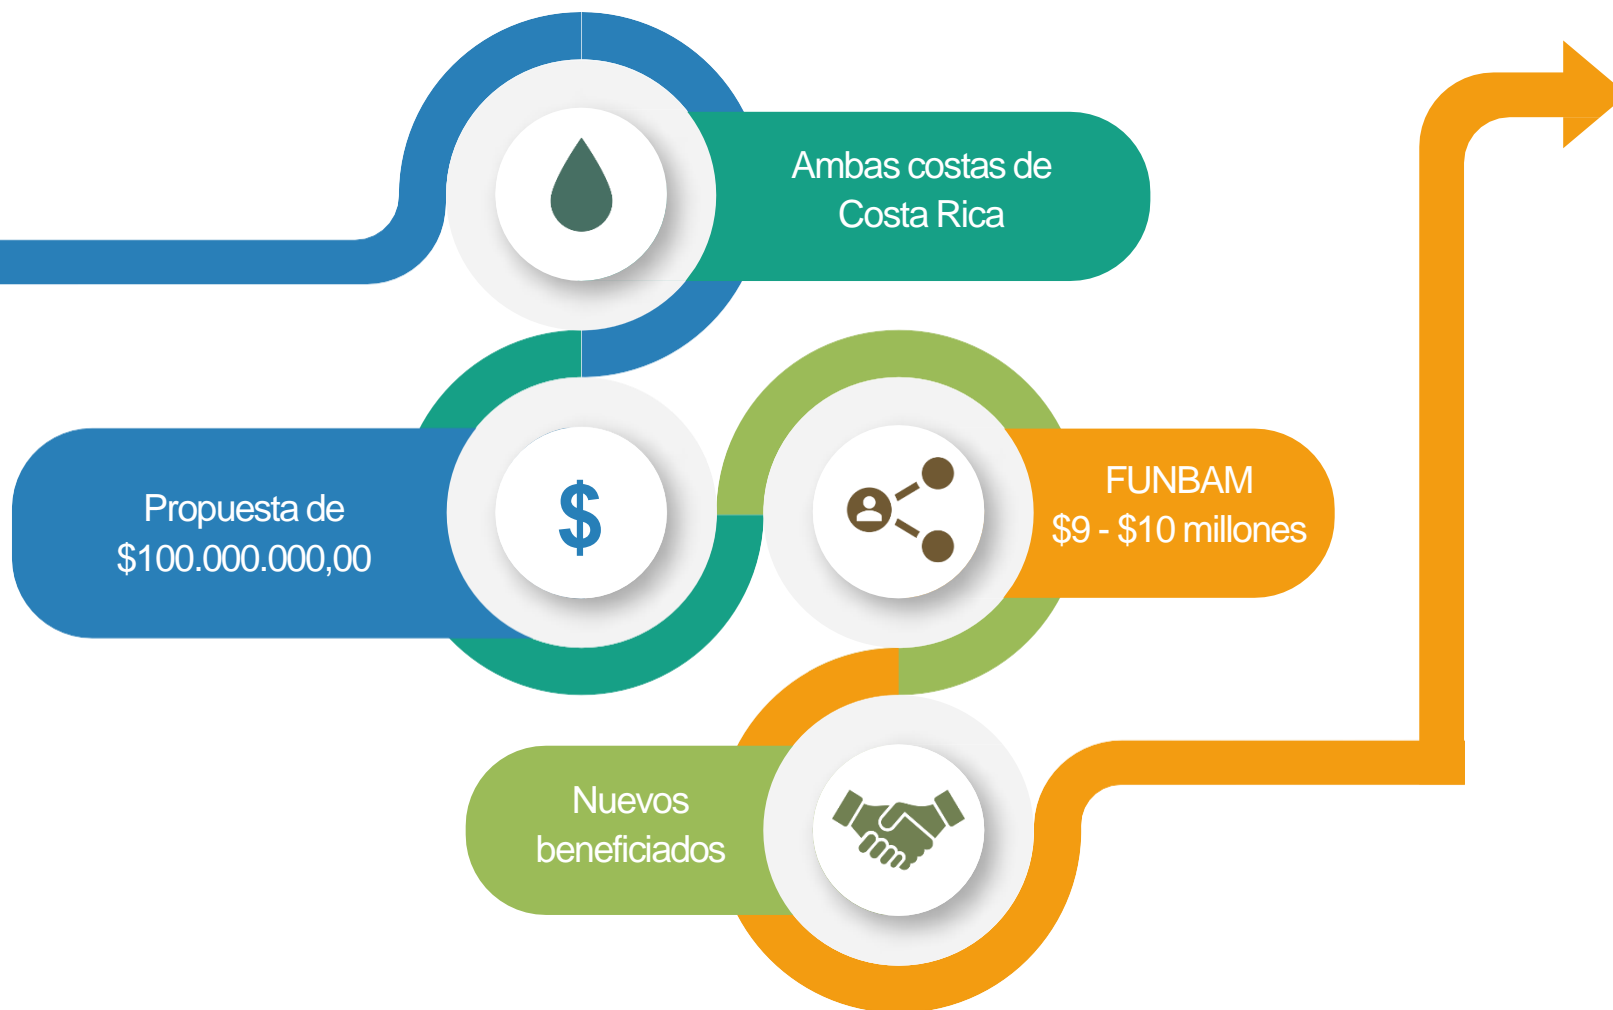 Ambas costas de
Costa Rica
Propuesta de
$100.000.000,00
$
FUNBAM
$9 - $10 millones
Nuevos
beneficiados